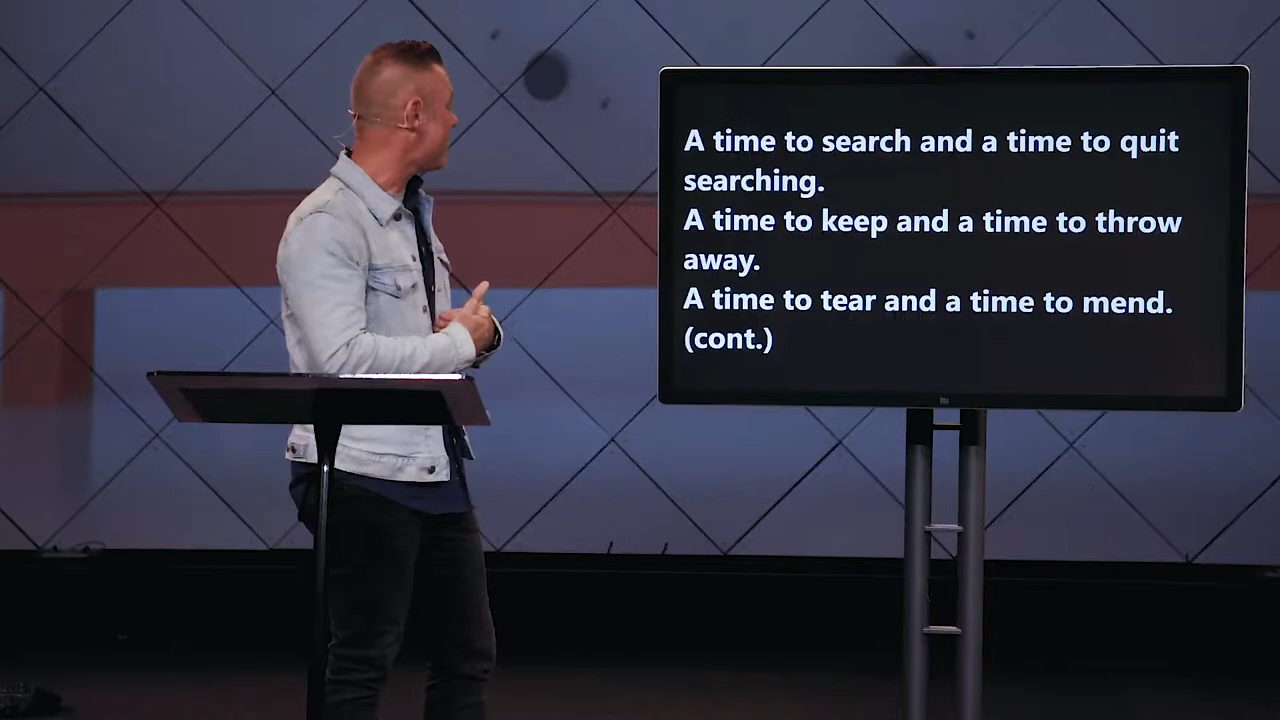 A time to search and a time to quit
searching.
A time to keep and a time to throw
away.
A time to tear and a time to mend.
(cont.)